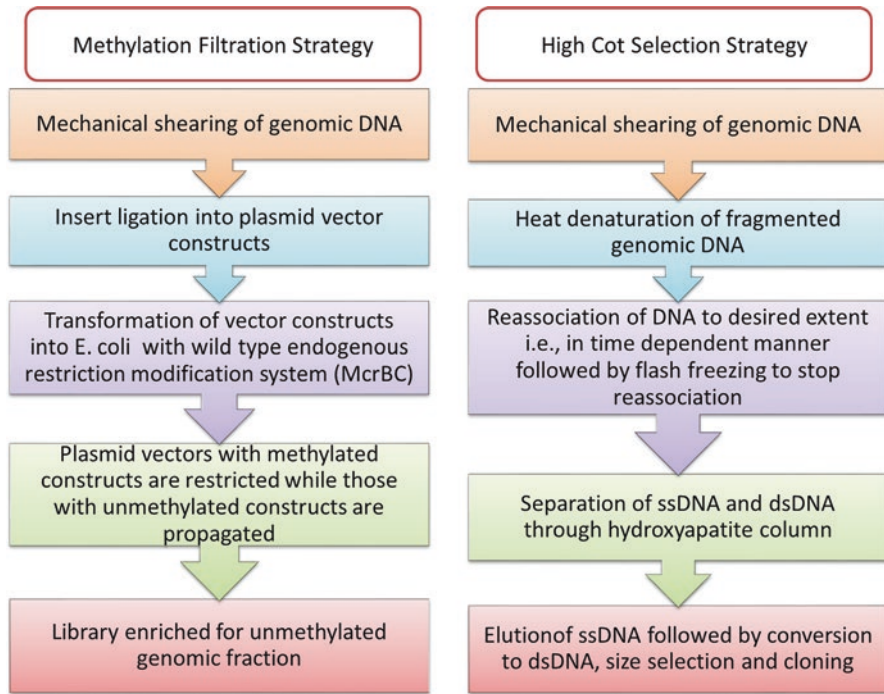 Methylation Filtration Strategy
Mechanical shearing of genomic DNA
Insert ligation into plasmid vector
constructs
Transformation of vector constructs
into E. coli with wild type endogenous
restriction modification system (McrBC)
Plasmid vectors with methylated
constructs are restricted while those
with unmethylated constructs are
propagated
Library enriched for unmethylated
genomic fraction
High Cot Selection Strategy
Mechanical shearing of genomic DNA
Heat denaturation of fragmented
genomic DNA
Reassociation of DNA to desired extent
i.e., in time dependent manner
followed by flash freezing to stop
reassociation
Separation of ssDNA and dsDNA
through hydroxyapatite column
Elutionof ssDNA followed by conversion
to dsDNA, size selection and cloning